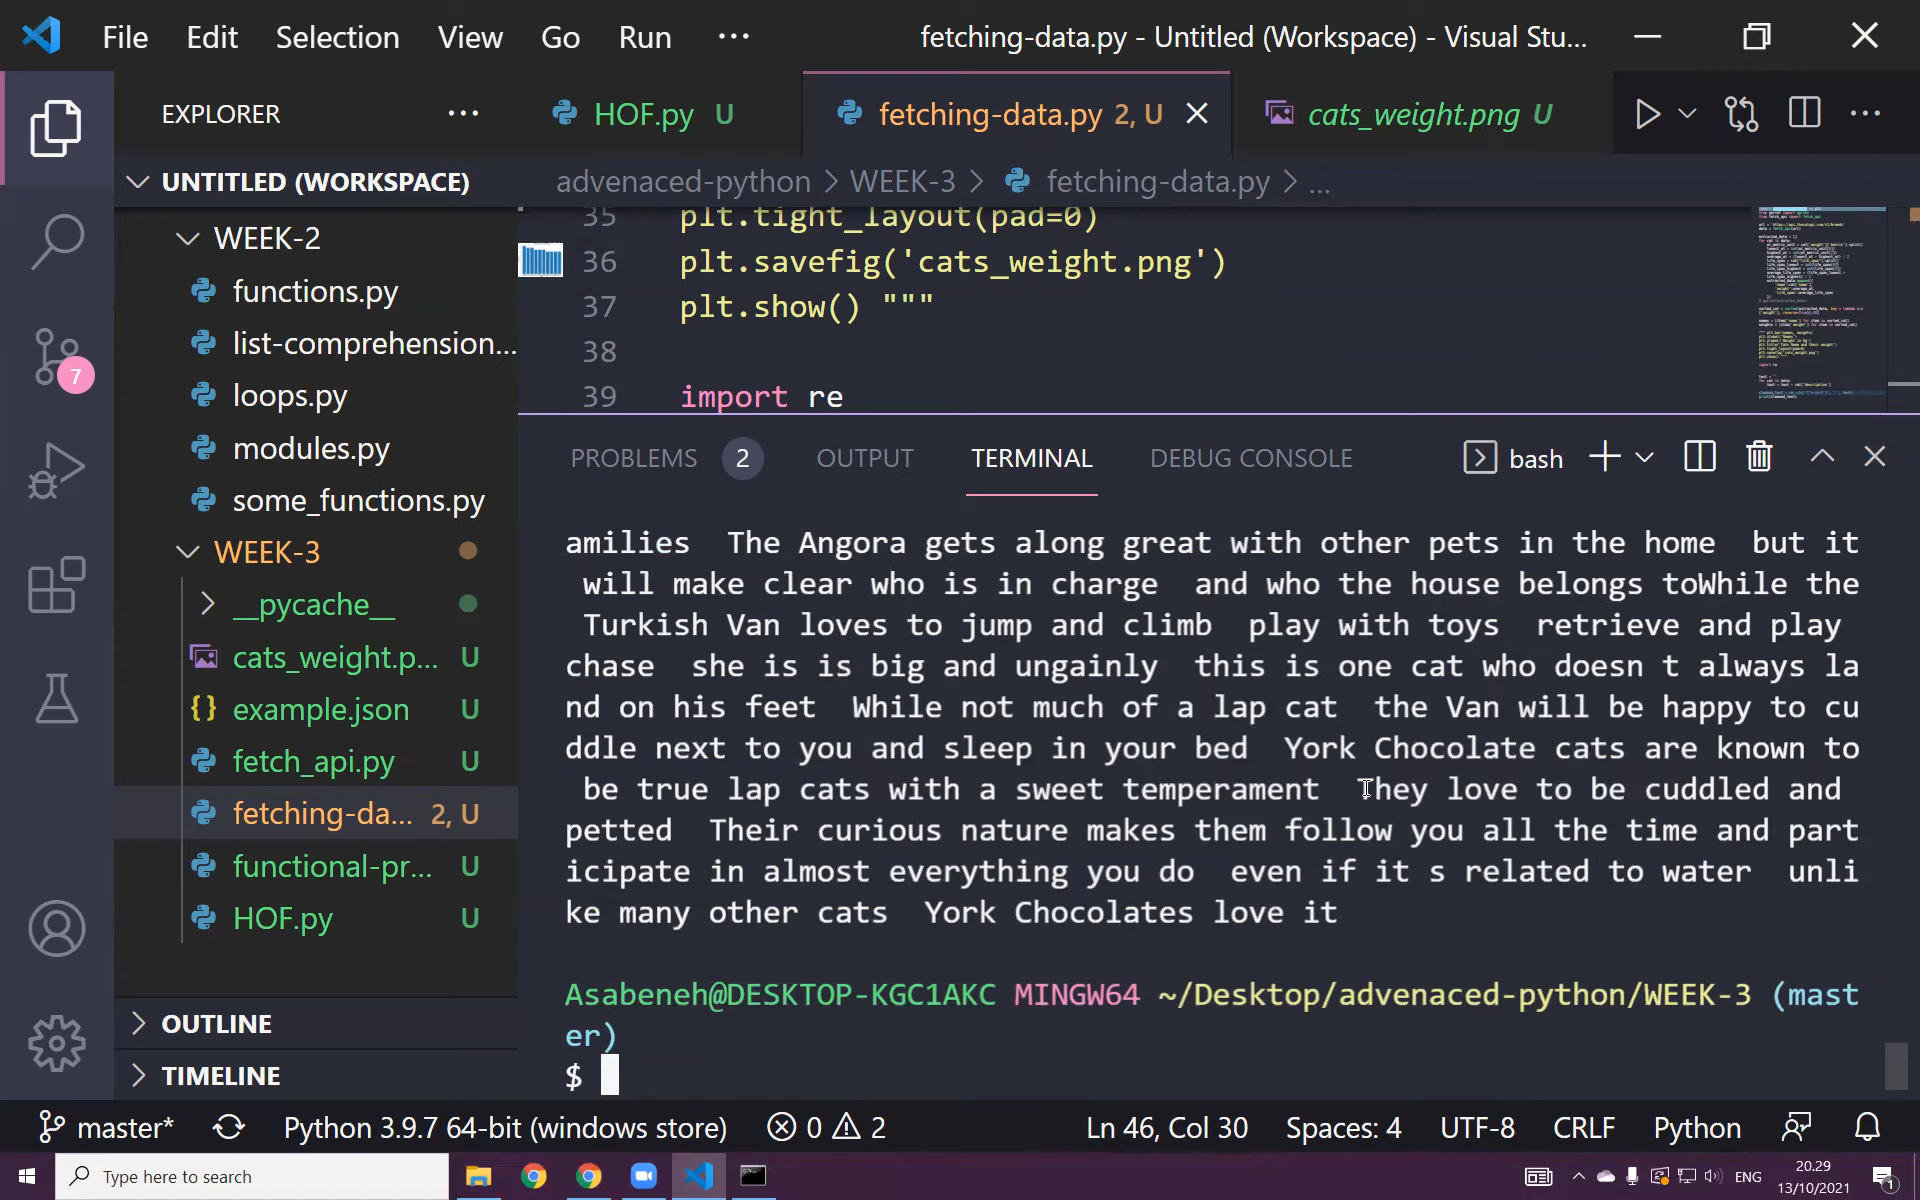 File Edit Selection View Go Run ··· fetching-data.py - Untitled (Workspace) - Visual Stu...
EXPLORER ···
HOF.py U fetching-data.py 2, U cats_weight.png U
UNTITLED (WORKSPACE)
advenaced-python > WEEK-3 > fetching-data.py > ...
WEEK-2
functions.py
list-comprehension...
loops.py
modules.py
some_functions.py
WEEK-3
__pycache__
cats_weight.p... U
example.json U
fetch_api.py U
fetching-da... 2, U
functional-pr... U
HOF.py U
OUTLINE
TIMELINE
7
35 plt.tight_layout(pad=0)
36 plt.savefig('cats_weight.png')
37 plt.show() """
38
39 import re
PROBLEMS 2 OUTPUT TERMINAL DEBUG CONSOLE bash
amilies  The Angora gets along great with other pets in the home  but it
will make clear who is in charge  and who the house belongs toWhile the
Turkish Van loves to jump and climb  play with toys  retrieve and play
chase  she is is big and ungainly  this is one cat who doesn t always la
nd on his feet  While not much of a lap cat  the Van will be happy to cu
ddle next to you and sleep in your bed  York Chocolate cats are known to
be true lap cats with a sweet temperament  They love to be cuddled and
petted  Their curious nature makes them follow you all the time and part
icipate in almost everything you do  even if it s related to water  unli
ke many other cats  York Chocolates love it
Asabeneh@DESKTOP-KGC1AKC MINGW64 ~/Desktop/advenaced-python/WEEK-3 (mast
er)
$
master* Python 3.9.7 64-bit (windows store) 0 2 Ln 46, Col 30 Spaces: 4 UTF-8 CRLF Python
Type here to search ENG 20.29
13/10/2021 1